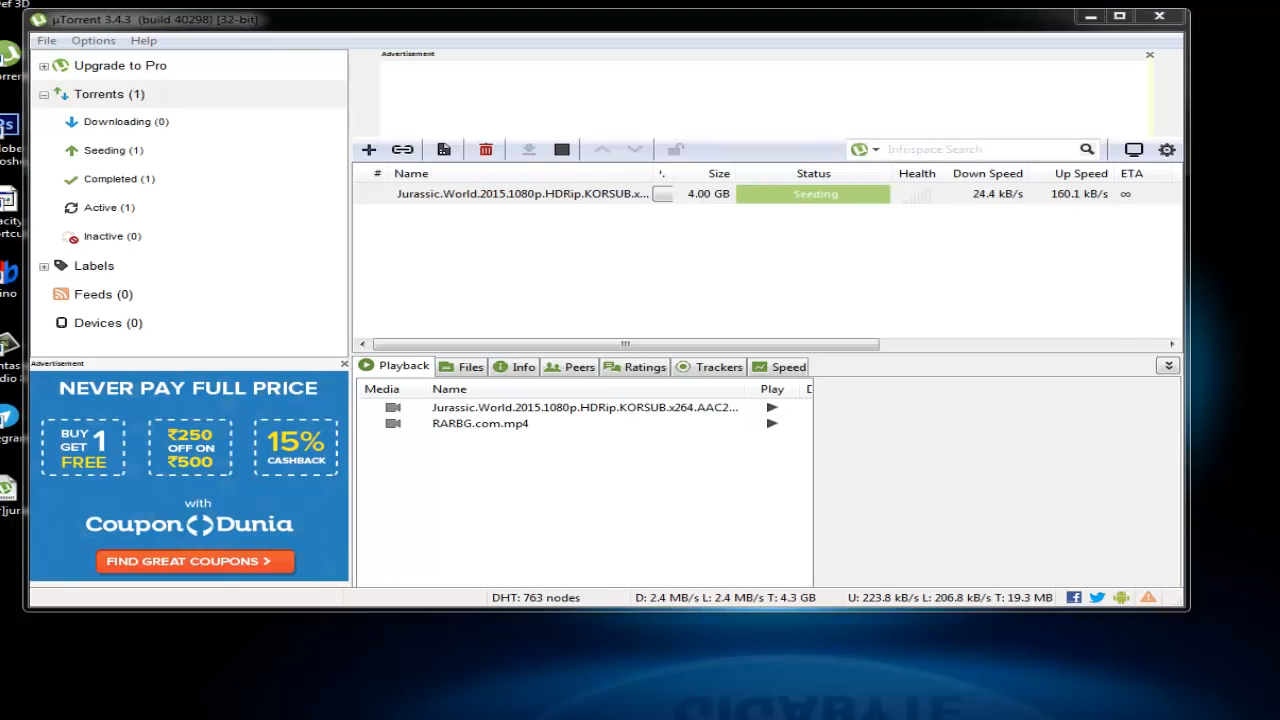 ef 3D
µTorrent 3.4.3 (build 40298) [32-bit]
File Options Help
Advertisement
Upgrade to Pro
Torrents (1)
Downloading (0)
Seeding (1)
Completed (1)
Active (1)
Inactive (0)
Labels
Feeds (0)
Devices (0)
Infospace Search
# Name Size Status Health Down Speed Up Speed ETA
Jurassic.World.2015.1080p.HDRip.KORSUB.x... 4.00 GB Seeding 24.4 kB/s 160.1 kB/s ∞
Advertisement
NEVER PAY FULL PRICE
BUY 1 GET FREE
₹250 OFF ON ₹500
15% CASHBACK
with
CouponDunia
FIND GREAT COUPONS >
Playback Files Info Peers Ratings Trackers Speed
Media Name Play D
Jurassic.World.2015.1080p.HDRip.KORSUB.x264.AAC2...
RARBG.com.mp4
DHT: 763 nodes D: 2.4 MB/s L: 2.4 MB/s T: 4.3 GB U: 223.8 kB/s L: 206.8 kB/s T: 19.3 MB
GIGABYTE